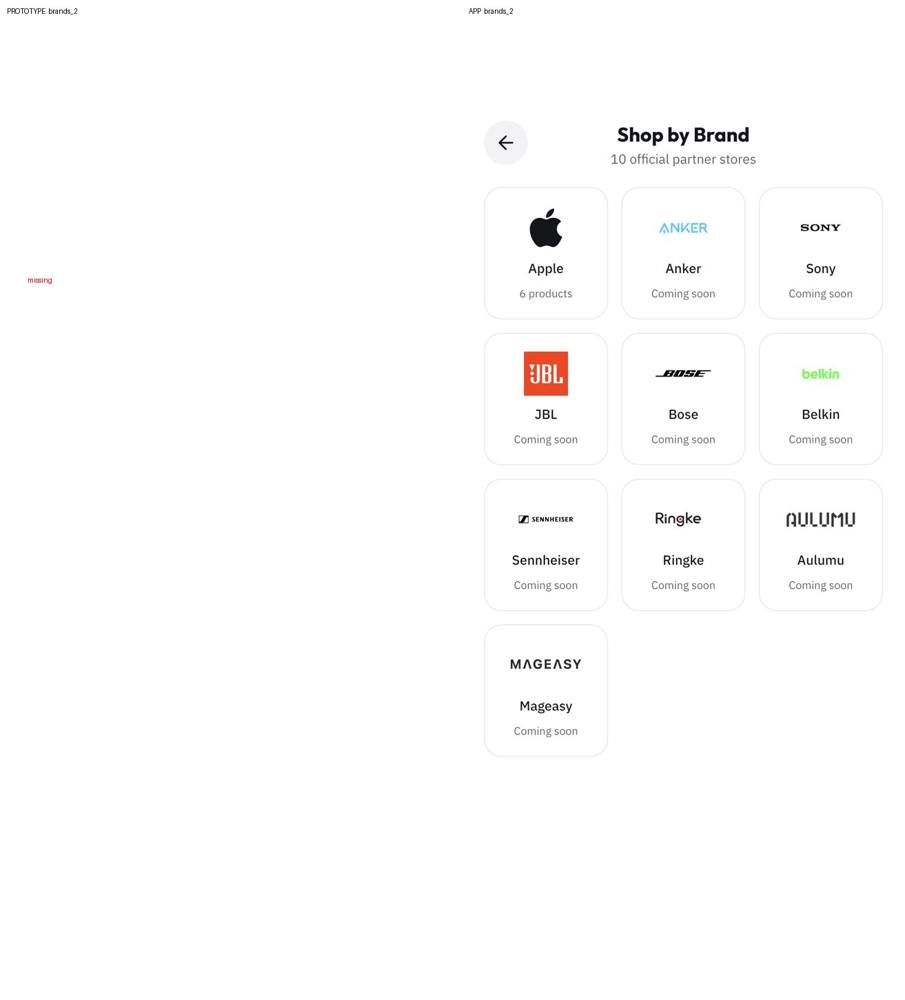 PROTOTYPE brands_2
APP brands_2
missing
Shop by Brand
10 official partner stores
Apple
6 products
ANKER
Anker
Coming soon
SONY
Sony
Coming soon
JBL
JBL
Coming soon
BOSE
Bose
Coming soon
belkin
Belkin
Coming soon
SENNHEISER
Sennheiser
Coming soon
Ringke
Ringke
Coming soon
AULUMU
Aulumu
Coming soon
MAGEASY
Mageasy
Coming soon